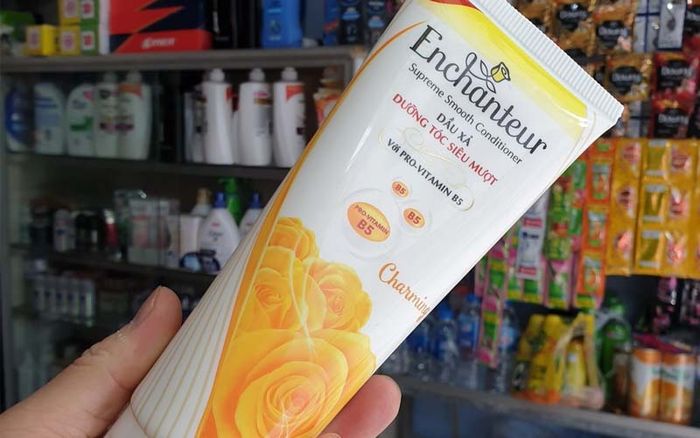 Enchanteur
Supreme Smooth Conditioner
DẦU XẢ
DƯỠNG TÓC SIÊU MƯỢT
Với PRO-VITAMIN B5
B5
B5
PRO-VITAMIN
B5
Charming